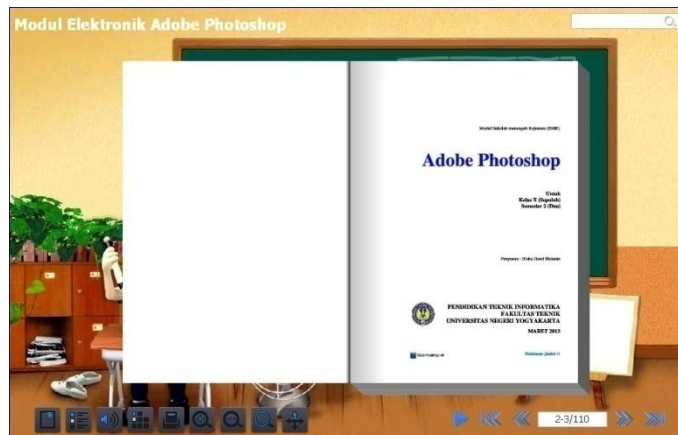 Modul Elektronik Adobe Photoshop
Modul Sekolah menengah Kejuruan (SMK)
Adobe Photoshop
Untuk
Kelas X (Sepuluh)
Semester 2 (Dua)
Penyusun :
PENDIDIKAN TEKNIK INFORMATIKA
FAKULTAS TEKNIK
UNIVERSITAS NEGERI YOGYAKARTA
MARET 2013
2-3/110